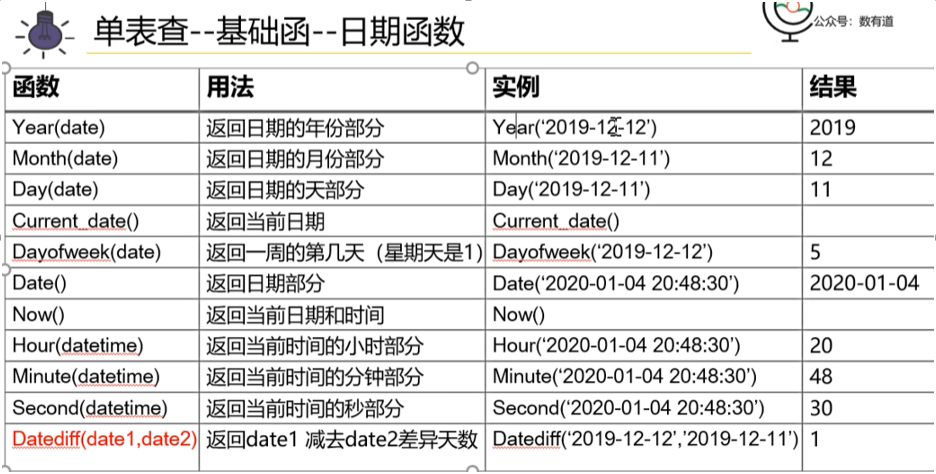 单表查--基础函--日期函数
公众号：数有道
函数 用法 实例 结果
Year(date) 返回日期的年份部分 Year(‘2019-12-12’) 2019
Month(date) 返回日期的月份部分 Month(‘2019-12-11’) 12
Day(date) 返回日期的天部分 Day(‘2019-12-11’) 11
Current_date() 返回当前日期 Current_date()
Dayofweek(date) 返回一周的第几天（星期天是1） Dayofweek(‘2019-12-12’) 5
Date() 返回日期部分 Date(‘2020-01-04 20:48:30’) 2020-01-04
Now() 返回当前日期和时间 Now()
Hour(datetime) 返回当前时间的小时部分 Hour(‘2020-01-04 20:48:30’) 20
Minute(datetime) 返回当前时间的分钟部分 Minute(‘2020-01-04 20:48:30’) 48
Second(datetime) 返回当前时间的秒部分 Second(‘2020-01-04 20:48:30’) 30
Datediff(date1,date2) 返回date1 减去date2差异天数 Datediff(‘2019-12-12’,’2019-12-11’) 1